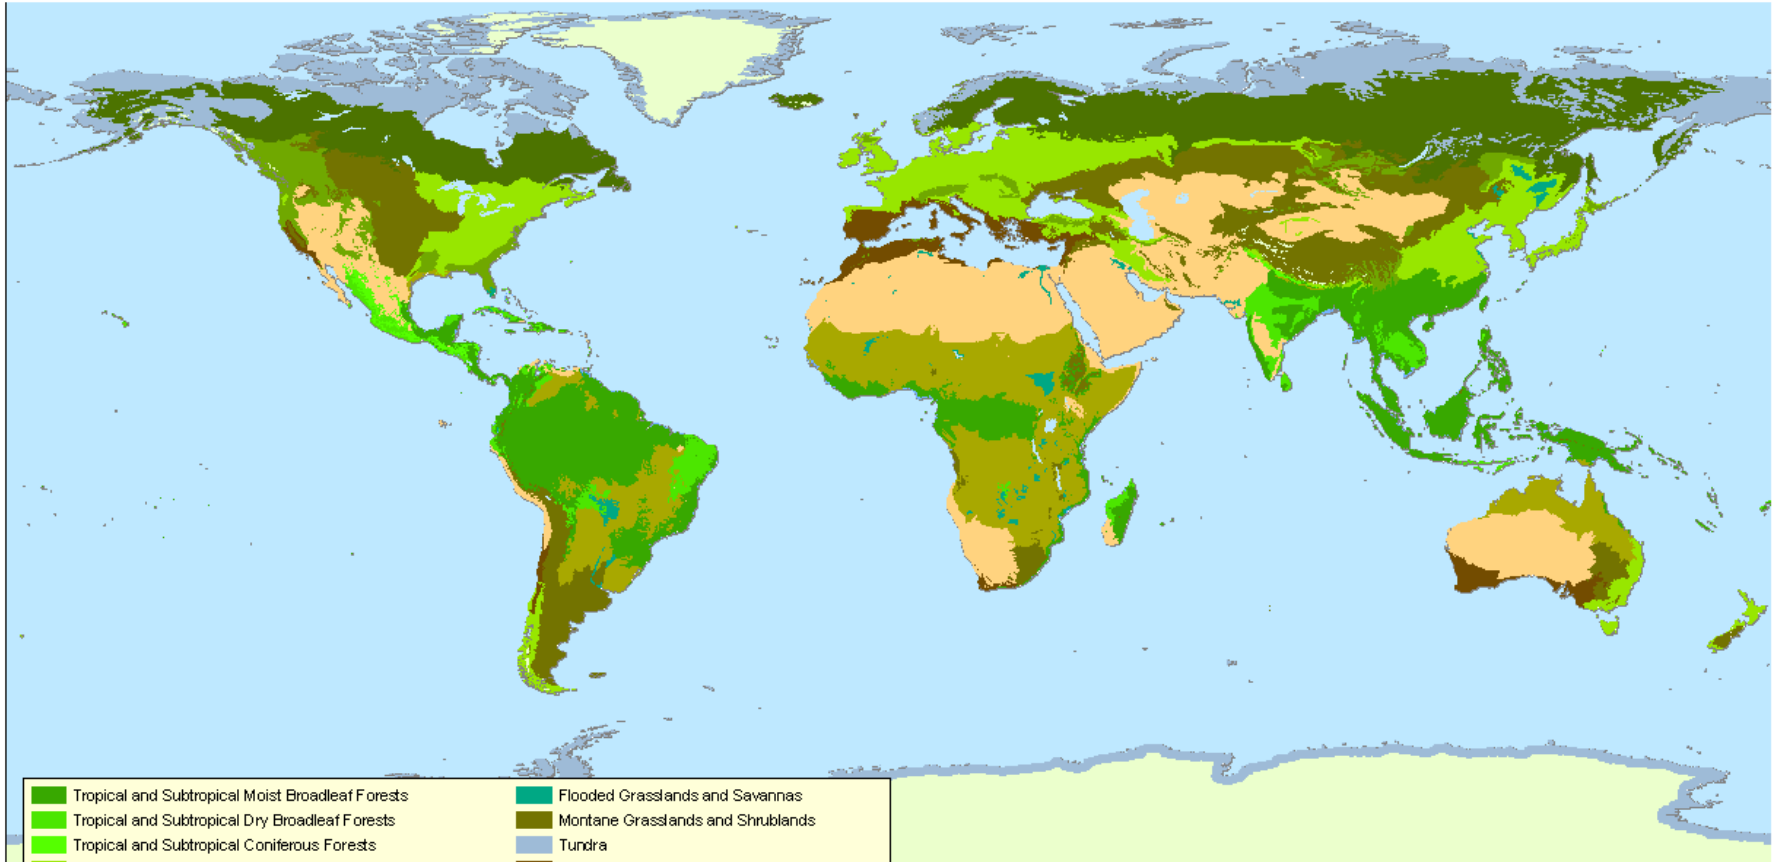 Tropical and Subtropical Moist Broadleaf Forests
Tropical and Subtropical Dry Broadleaf Forests
Tropical and Subtropical Coniferous Forests
Flooded Grasslands and Savannas
Montane Grasslands and Shrublands
Tundra